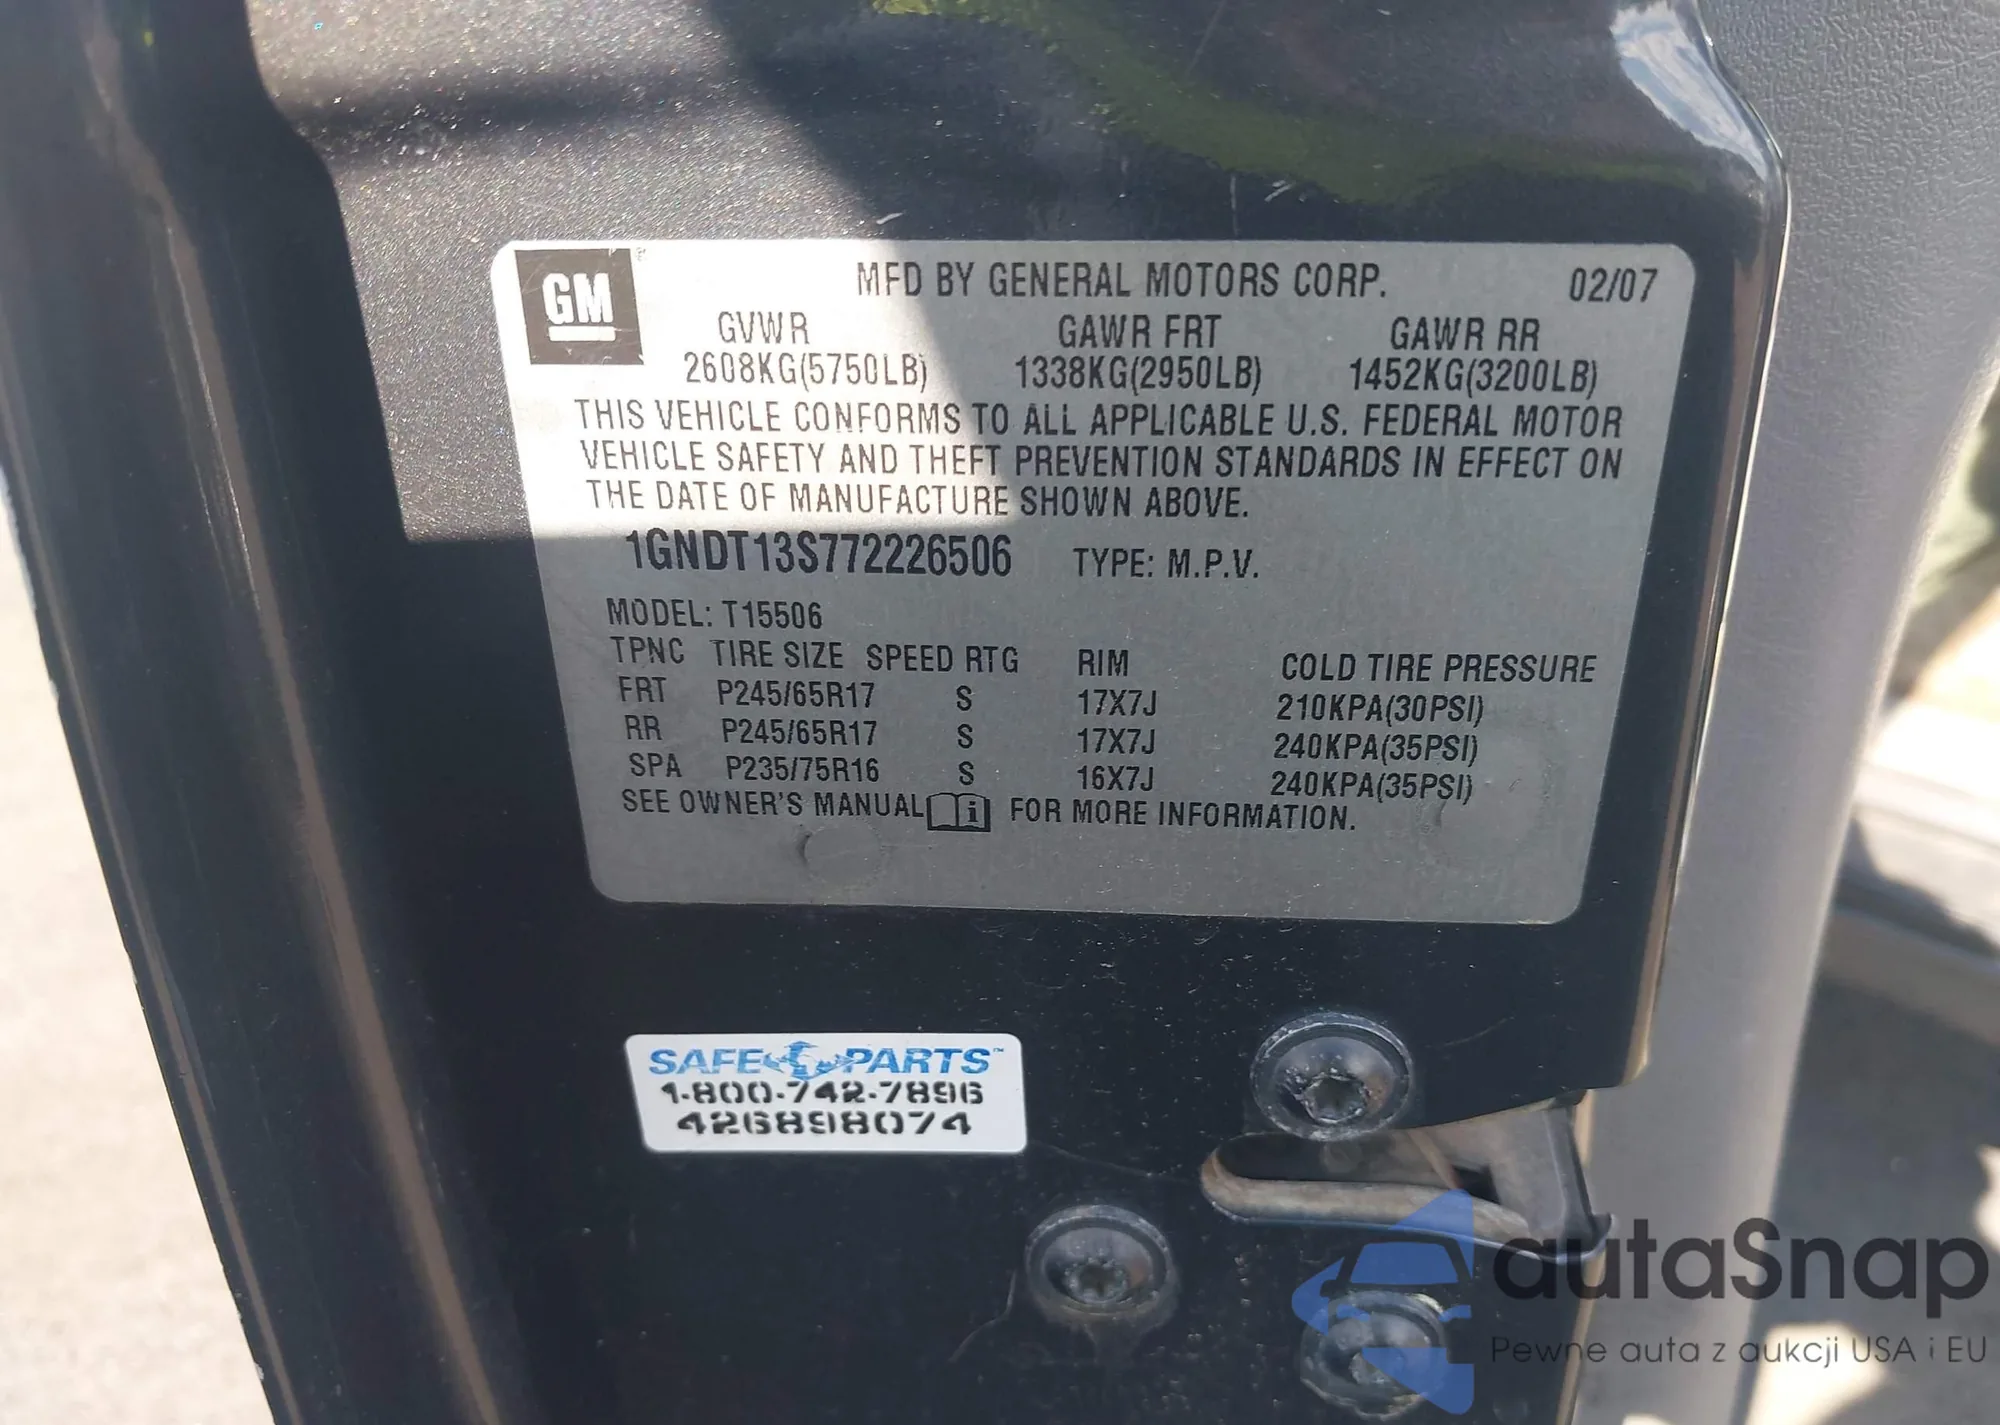 GM
MFD BY GENERAL MOTORS CORP. 02/07
GVWR GAWR FRT GAWR RR
2608KG(5750LB) 1338KG(2950LB) 1452KG(3200LB)
THIS VEHICLE CONFORMS TO ALL APPLICABLE U.S. FEDERAL MOTOR
VEHICLE SAFETY AND THEFT PREVENTION STANDARDS IN EFFECT ON
THE DATE OF MANUFACTURE SHOWN ABOVE.
1GNDT13S772226506 TYPE: M.P.V.
MODEL: T15506
TPNC TIRE SIZE SPEED RTG RIM COLD TIRE PRESSURE
FRT P245/65R17 S 17X7J 210KPA(30PSI)
RR P245/65R17 S 17X7J 240KPA(35PSI)
SPA P235/75R16 S 16X7J 240KPA(35PSI)
SEE OWNER'S MANUAL i FOR MORE INFORMATION.
SAFE PARTS™
1-800-742-7896
426898074
autaSnap
Pewne auta z aukcji USA i EU